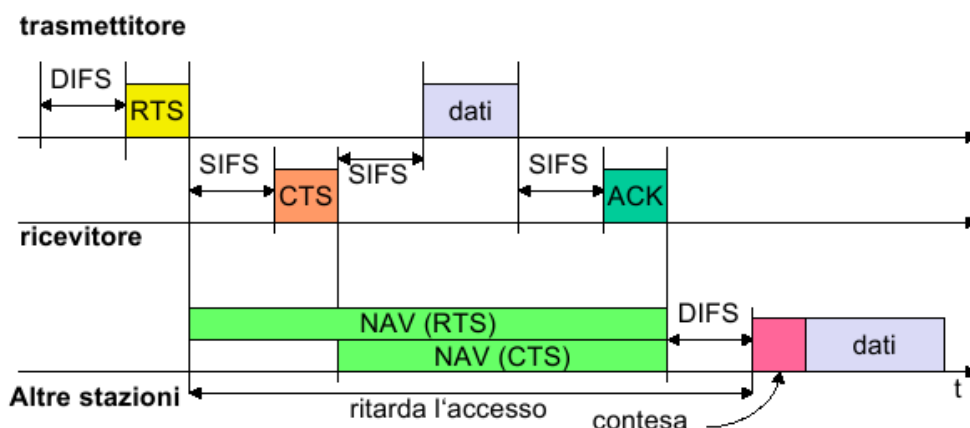 trasmettitore
DIFS
RTS
dati
SIFS
SIFS
SIFS
CTS
ACK
ricevitore
NAV (RTS)
DIFS
NAV (CTS)
dati
Altre stazioni
ritarda l'accesso
t
contesa